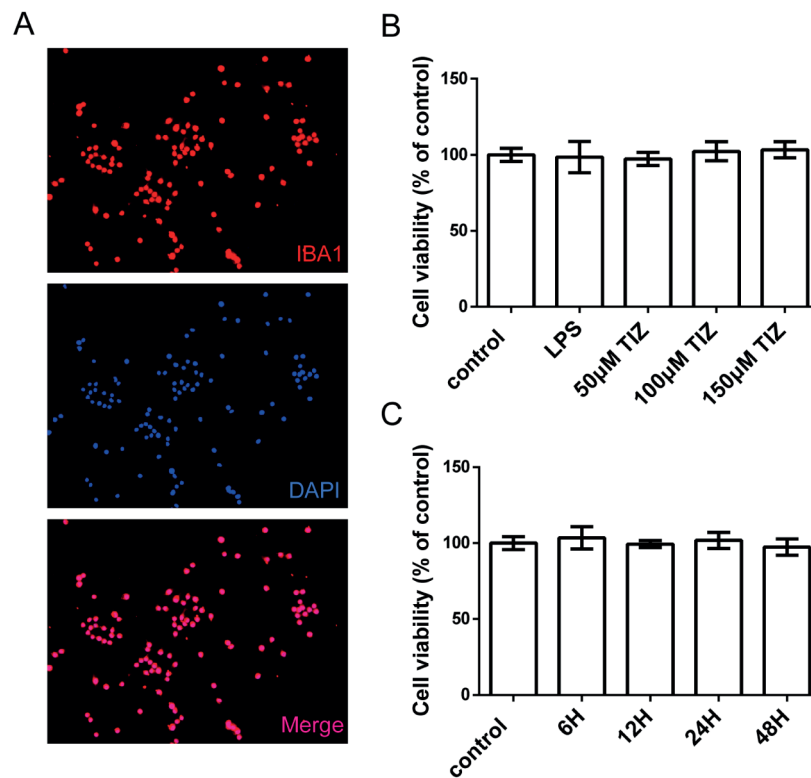 A
IBA1
DAPI
Merge
B
Cell viability (% of control)
150
100
50
0
control
LPS
50μM TIZ
100μM TIZ
150μM TIZ
C
Cell viability (% of control)
150
100
50
0
control
6H
12H
24H
48H